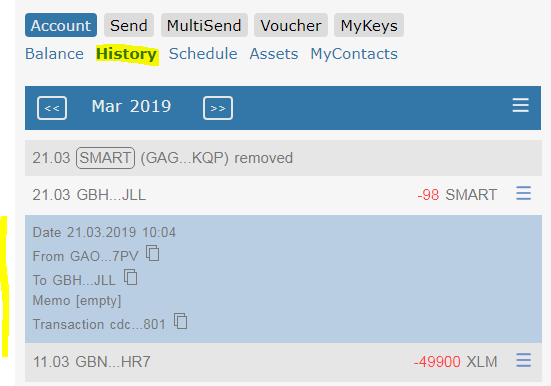 Account Send MultiSend Voucher MyKeys
Balance History Schedule Assets MyContacts
<< Mar 2019 >>
21.03 SMART (GAG...KQP) removed
21.03 GBH...JLL -98 SMART
Date 21.03.2019 10:04
From GAO...7PV
To GBH...JLL
Memo [empty]
Transaction cdc...801
11.03 GBN...HR7 -49900 XLM